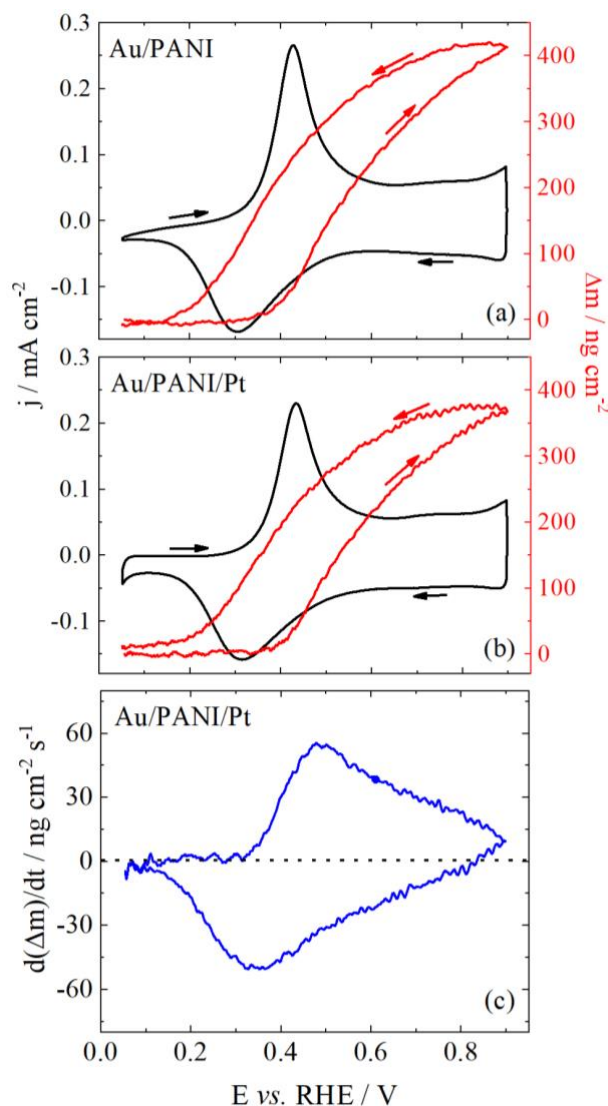 Au/PANI
0.3
0.2
0.1
0.0
-0.1
400
300
200
100
0
(a)
j / mA cm-2
Δm / ng cm-2
Au/PANI/Pt
0.3
0.2
0.1
0.0
-0.1
400
300
200
100
0
(b)
Au/PANI/Pt
60
30
0
-30
-60
d(Δm)/dt / ng cm-2 s-1
(c)
0.0 0.2 0.4 0.6 0.8
E vs. RHE / V